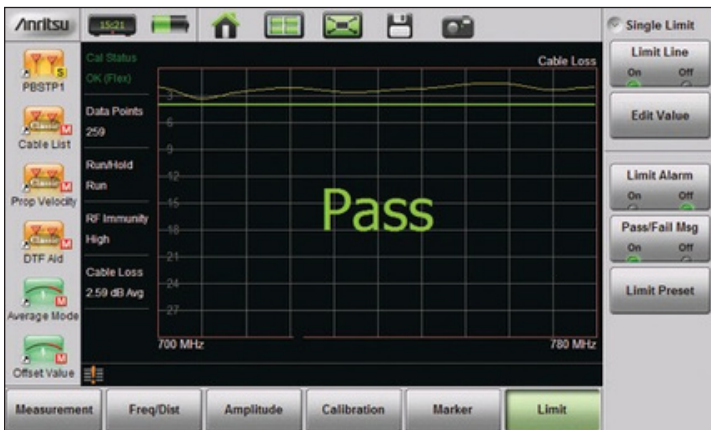 Anritsu
15:21
Single Limit
PBSTP1
Cable List
Prop Velocity
DTF Aid
Average Mode
Offset Value
S
M
M
M
M
M
Cal Status
OK (Flex)
Data Points
259
Run/Hold
Run
RF Immunity
High
Cable Loss
2.59 dB Avg
Cable Loss
-3
-6
-9
-12
-15
-18
-21
-24
-27
Pass
700 MHz
780 MHz
Limit Line
On Off
Edit Value
Limit Alarm
On Off
Pass/Fail Msg
On Off
Limit Preset
Measurement
Freq/Dist
Amplitude
Calibration
Marker
Limit